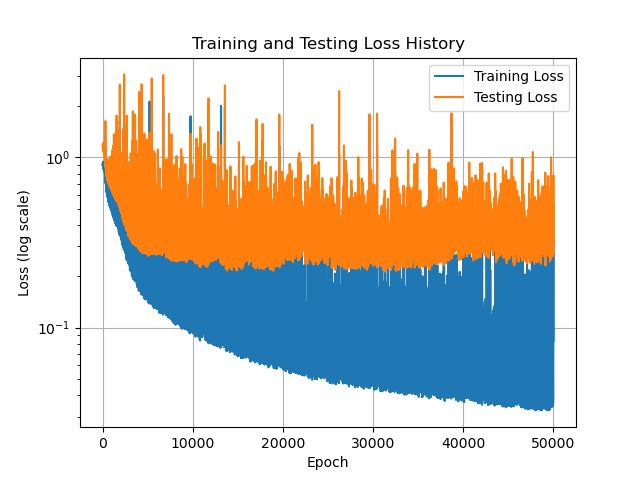 Training and Testing Loss History
Training Loss
Testing Loss
Loss (log scale)
10⁰
10⁻¹
0 10000 20000 30000 40000 50000
Epoch